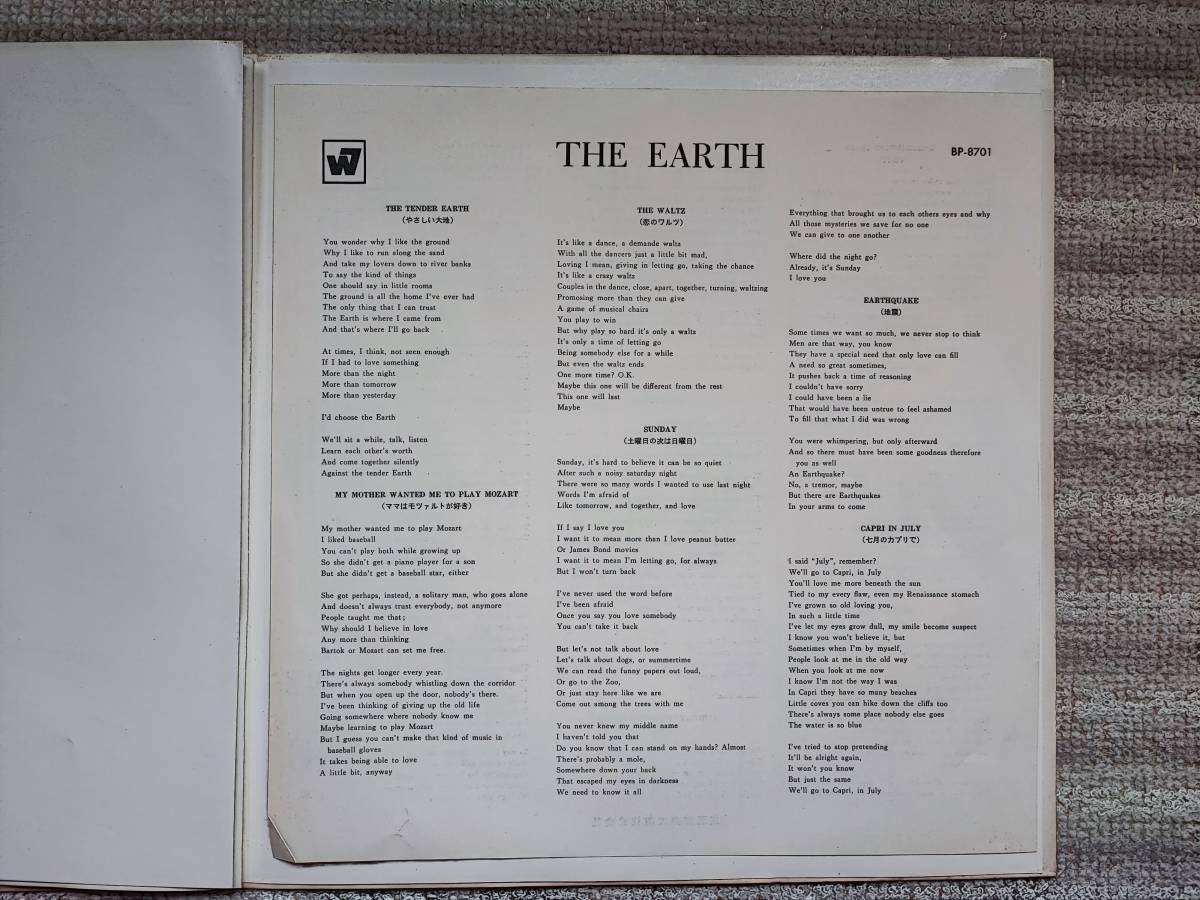 W7
THE EARTH
BP-8701
THE TENDER EARTH
(やさしい大地)
You wonder why I like the ground
Why I like to run along the sand
And take my lovers down to river banks
To say the kind of things
One should say in little rooms
The ground is all the home I've ever had
The only thing that I can trust
The Earth is where I came from
And that's where I'll go back
At times, I think, not seen enough
If I had to love something
More than the night
More than tomorrow
More than yesterday
I'd choose the Earth
We'll sit a while, talk, listen
Learn each other's worth
And come together silently
Against the tender Earth
MY MOTHER WANTED ME TO PLAY MOZART
(ママはモツァルトが好き)
My mother wanted me to play Mozart
I liked baseball
You can't play both while growing up
So she didn't get a piano player for a son
But she didn't get a baseball star, either
She got perhaps, instead, a solitary man, who goes alone
And doesn't always trust everybody, not anymore
People taught me that;
Why should I believe in love
Any more than thinking
Bartok or Mozart can set me free.
The nights get longer every year.
There's always somebody whistling down the corridor
But when you open up the door, nobody's there.
I've been thinking of giving up the old life
Going somewhere where nobody know me
Maybe learning to play Mozart
But I guess you can't make that kind of music in
baseball gloves
It takes being able to love
A little bit, anyway
THE WALTZ
(恋のワルツ)
It's like a dance, a demande waltz
With all the dancers just a little bit mad,
Loving I mean, giving in letting go, taking the chance
It's like a crazy waltz
Couples in the dance, close, apart, together, turning, waltzing
Promosing more than they can give
A game of musical chairs
You play to win
But why play so hard it's only a waltz
It's only a time of letting go
Being somebody else for a while
But even the waltz ends
One more time? O.K.
Maybe this one will be different from the rest
This one will last
Maybe
SUNDAY
(土曜日の次は日曜日)
Sunday, it's hard to believe it can be so quiet
After such a noisy saturday night
There were so many words I wanted to use last night
Words I'm afraid of
Like tomorrow, and together, and love
If I say I love you
I want it to mean more than I love peanut butter
Or James Bond movies
I want it to mean I'm letting go, for always
But I won't turn back
I've never used the word before
I've been afraid
Once you say you love somebody
You can't take it back
But let's not talk about love
Let's talk about dogs, or summertime
We can read the funny papers out loud,
Or go to the Zoo,
Or just stay here like we are
Come out among the trees with me
You never knew my middle name
I haven't told you that
Do you know that I can stand on my hands? Almost
There's probably a mole,
Somewhere down your back
That escaped my eyes in darkness
We need to know it all
Everything that brought us to each others eyes and why
All those mysteries we save for no one
We can give to one another
Where did the night go?
Already, it's Sunday
I love you
EARTHQUAKE
(地震)
Some times we want so much, we never stop to think
Men are that way, you know
They have a special need that only love can fill
A need so great sometimes,
It pushes back a time of reasoning
I couldn't have sorry
I could have been a lie
That would have been untrue to feel ashamed
To fill that what I did was wrong
You were whimpering, but only afterward
And so there must have been some goodness therefore
you as well
An Earthquake?
No, a tremor, maybe
But there are Earthquakes
In your arms to come
CAPRI IN JULY
(七月のカプリで)
I said "July", remember?
We'll go to Capri, in July
You'll love me more beneath the sun
Tied to my every flaw, even my Renaissance stomach
I've grown so old loving you,
In such a little time
I've let my eyes grow dull, my smile become suspect
I know you won't believe it, but
Sometimes when I'm by myself,
People look at me in the old way
When you look at me now
I know I'm not the way I was
In Capri they have so many beaches
Little coves you can hike down the cliffs too
There's always some place nobody else goes
The water is so blue
I've tried to stop pretending
It'll be alright again,
It won't you know
But just the same
We'll go to Capri, in July